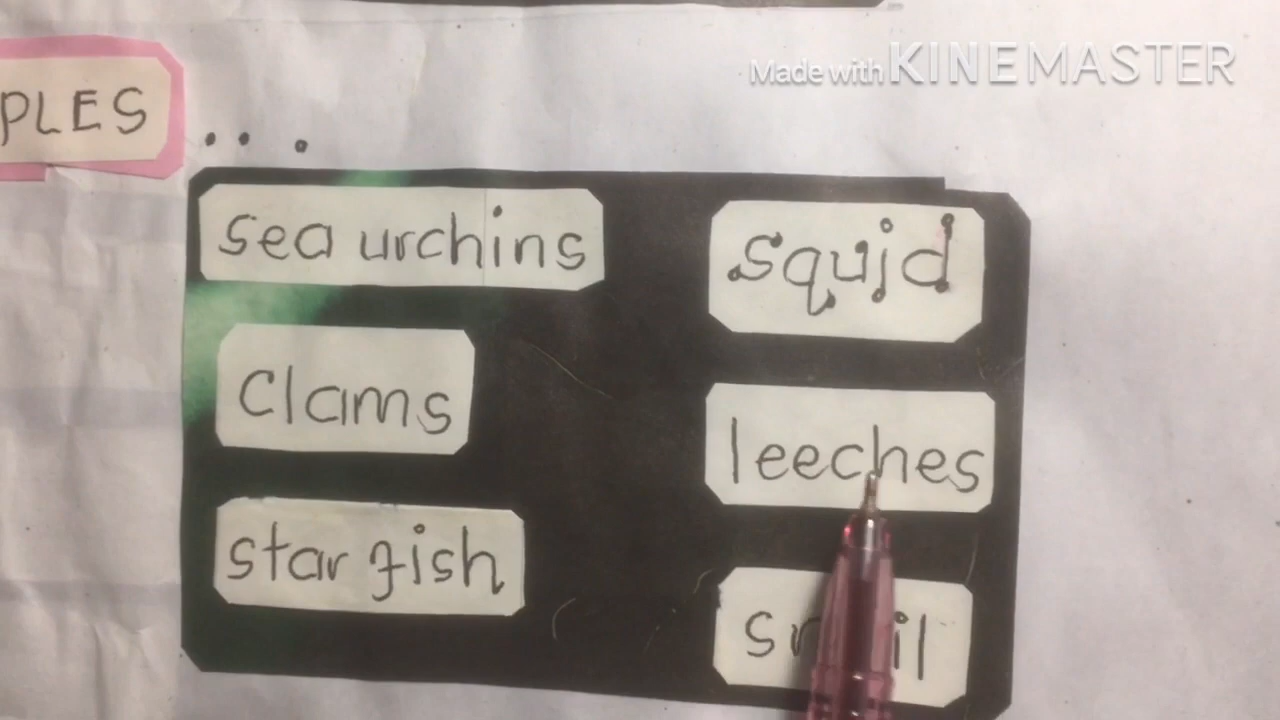 Made with KINEMASTER
PLES ...
sea urchins
squid
clams
leeches
star fish